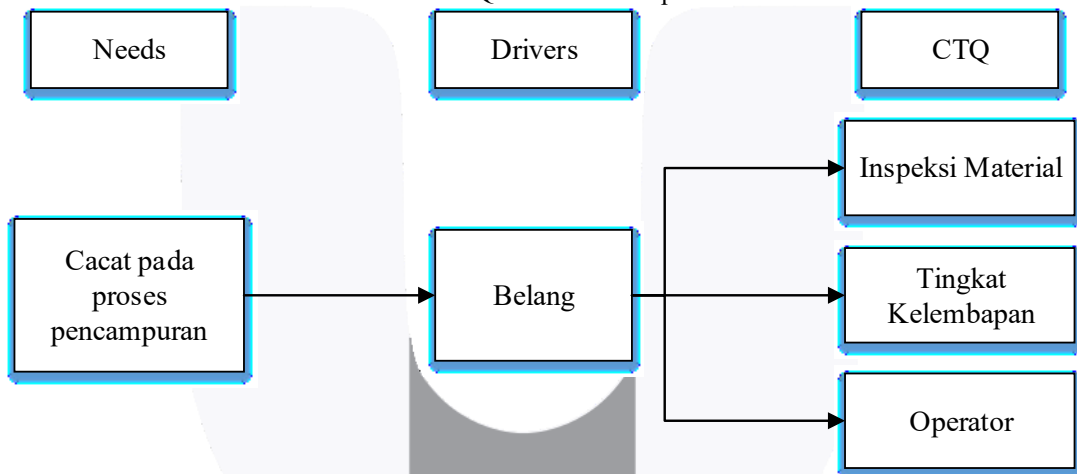 Needs
Drivers
CTQ
Inspeksi Material
Cacat pada
proses
pencampuran
Belang
Tingkat
Kelembapan
Operator